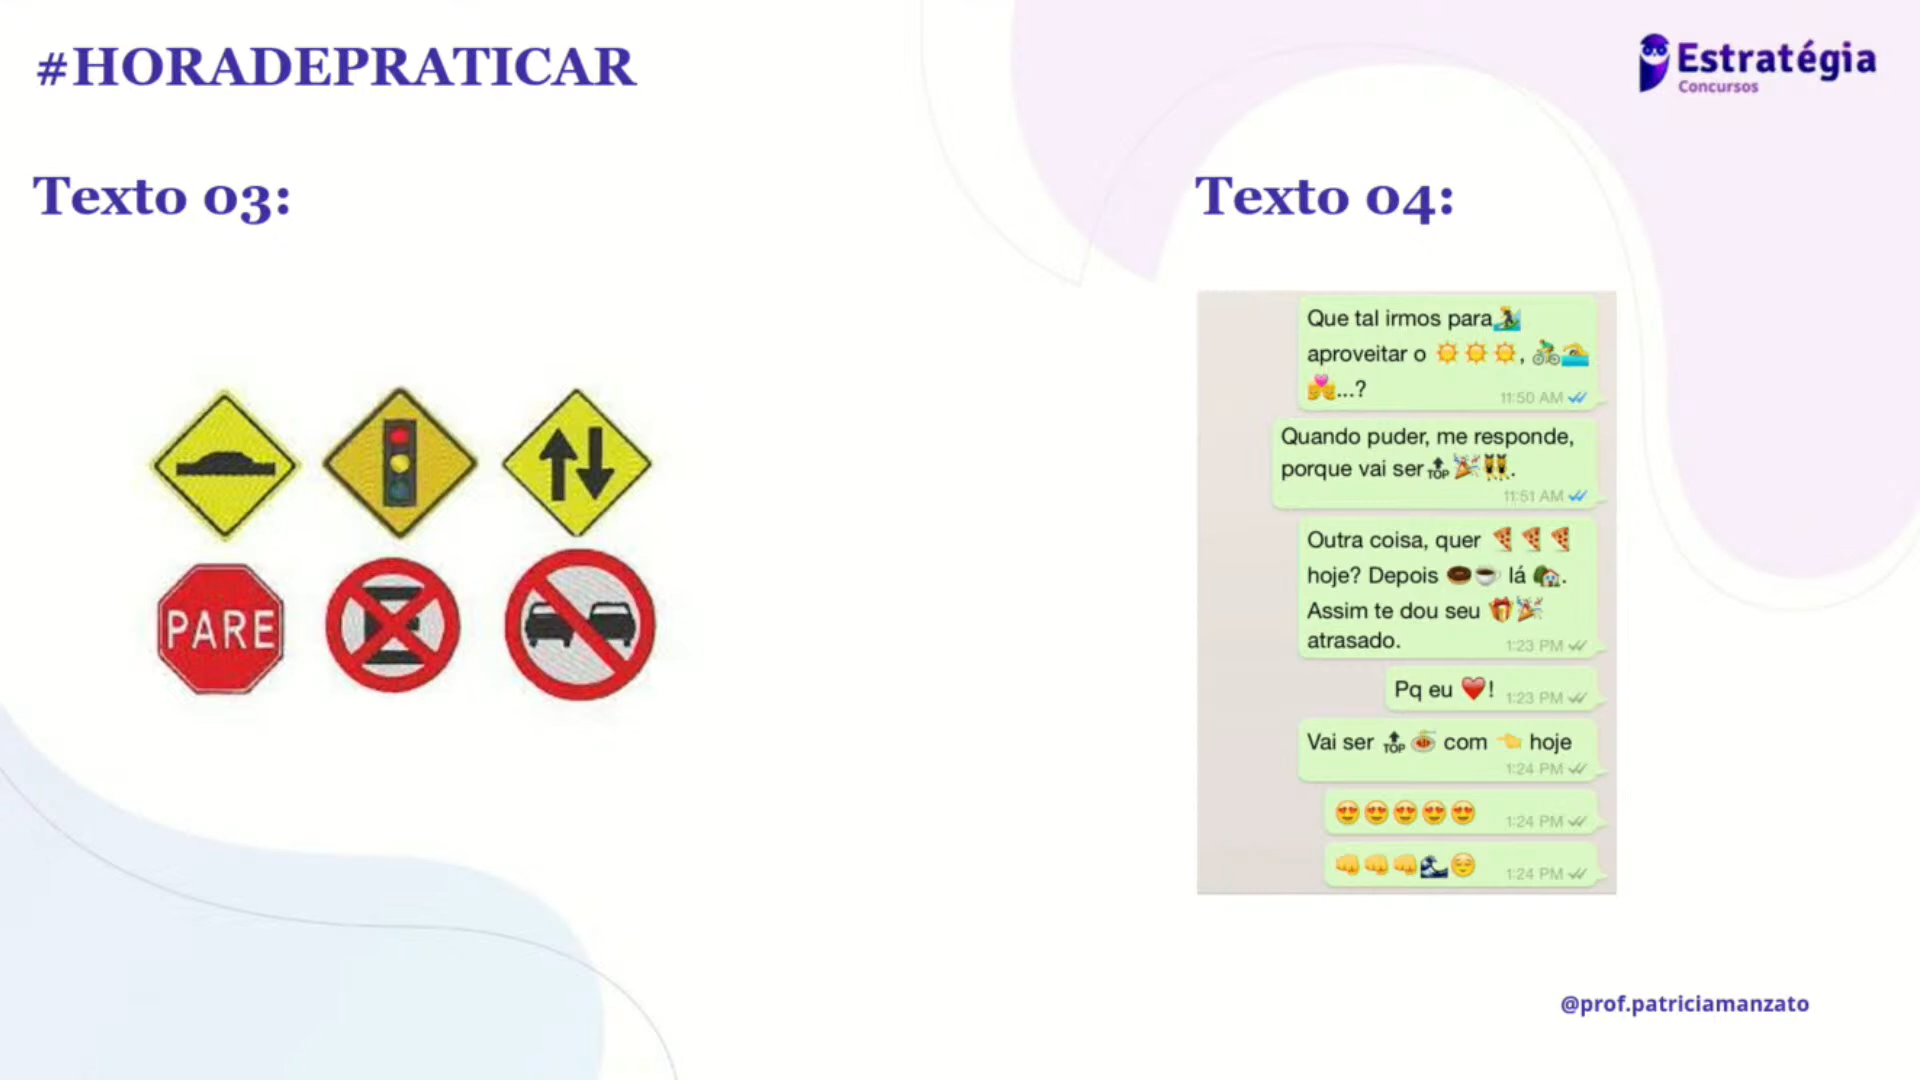 #HORADEPRATICAR
Estratégia
Concursos
Texto 03:
PARE
E
Texto 04:
Que tal irmos para🏄
aproveitar o ☀️☀️☀️, 🚴🏊
💏...?
11:50 AM
Quando puder, me responde,
porque vai ser🔝🎉👯.
11:51 AM
Outra coisa, quer 🍕🍕🍕
hoje? Depois 🍩☕ lá 🏡.
Assim te dou seu 🎁🎉
atrasado.
1:23 PM
Pq eu ❤️!
1:23 PM
Vai ser 🔝🍝 com 👈 hoje
1:24 PM
😍😍😍😍😍
1:24 PM
👊👊👊🌊😌
1:24 PM
@prof.patriciamanzato